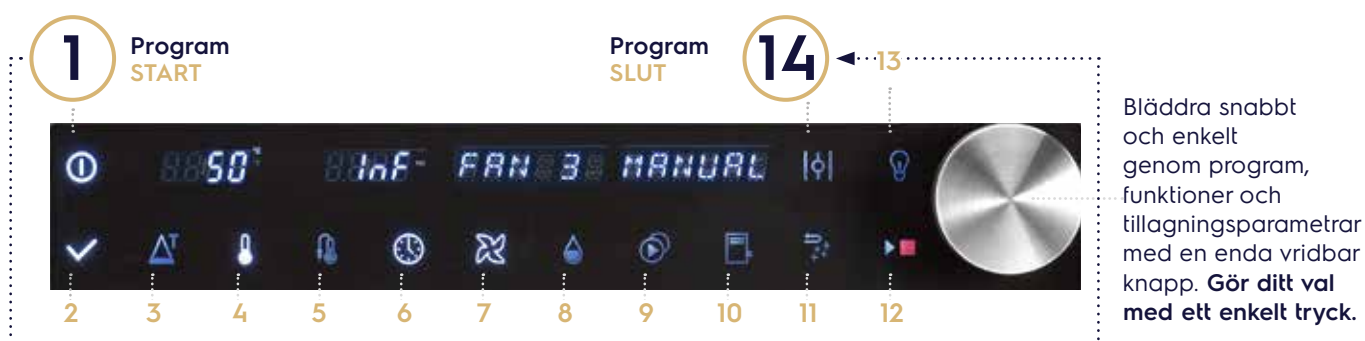 1
Program
START
Program
SLUT
14
13
50°
InF
FAN 3 MANUAL
2 3 4 5 6 7 8 9 10 11 12
Bläddra snabbt
och enkelt
genom program,
funktioner och
tillagningsparametrar
med en enda vridbar
knapp. Gör ditt val
med ett enkelt tryck.